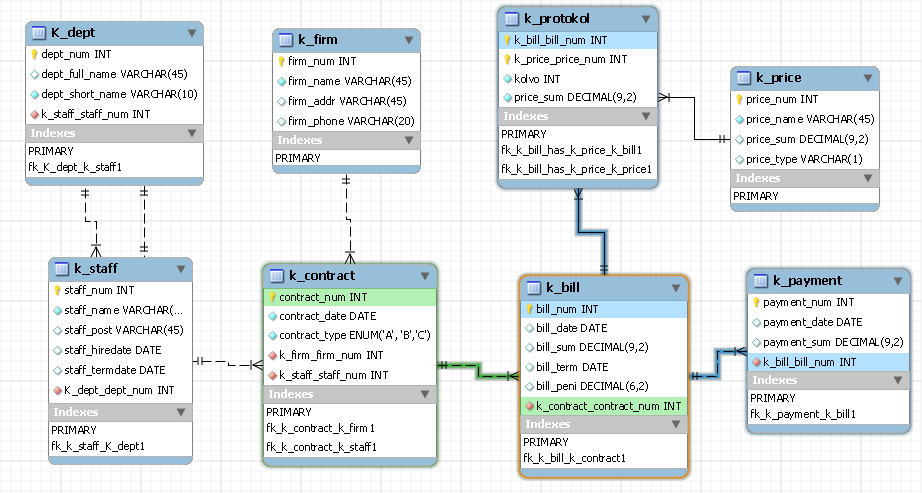 K_dept
dept_num INT
dept_full_name VARCHAR(45)
dept_short_name VARCHAR(10)
k_staff_staff_num INT
Indexes
PRIMARY
fk_K_dept_k_staff1
k_firm
firm_num INT
firm_name VARCHAR(45)
firm_addr VARCHAR(45)
firm_phone VARCHAR(20)
Indexes
PRIMARY
k_protokol
k_bill_bill_num INT
k_price_price_num INT
kolvo INT
price_sum DECIMAL(9,2)
Indexes
PRIMARY
fk_k_bill_has_k_price_k_bill1
fk_k_bill_has_k_price_k_price1
k_price
price_num INT
price_name VARCHAR(45)
price_sum DECIMAL(9,2)
price_type VARCHAR(1)
Indexes
PRIMARY
k_staff
staff_num INT
staff_name VARCHAR(...
staff_post VARCHAR(45)
staff_hiredate DATE
staff_termdate DATE
K_dept_dept_num INT
Indexes
PRIMARY
fk_k_staff_K_dept1
k_contract
contract_num INT
contract_date DATE
contract_type ENUM('A', 'B','C')
k_firm_firm_num INT
k_staff_staff_num INT
Indexes
PRIMARY
fk_k_contract_k_firm1
fk_k_contract_k_staff1
k_bill
bill_num INT
bill_date DATE
bill_sum DECIMAL(9,2)
bill_term DATE
bill_peni DECIMAL(6,2)
k_contract_contract_num INT
Indexes
PRIMARY
fk_k_bill_k_contract1
k_payment
payment_num INT
payment_date DATE
payment_sum DECIMAL(9,2)
k_bill_bill_num INT
Indexes
PRIMARY
fk_k_payment_k_bill1